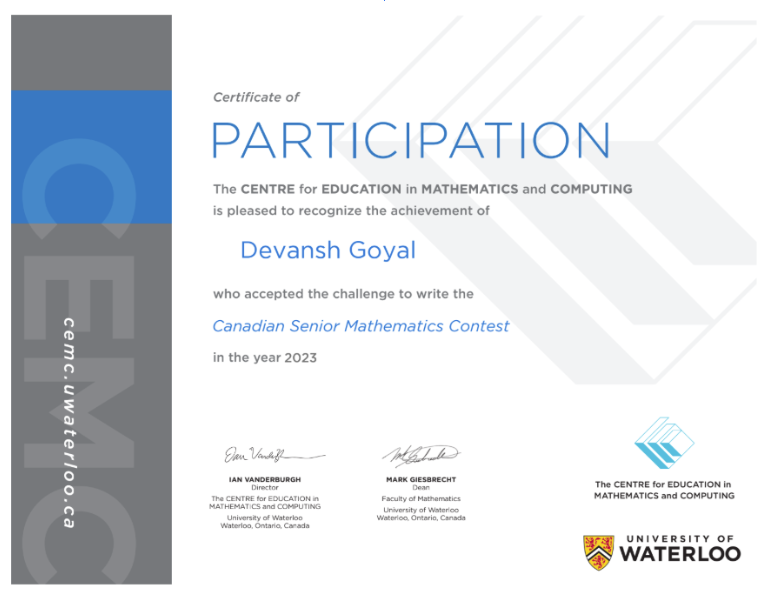 Certificate of
PARTICIPATION
The CENTRE for EDUCATION in MATHEMATICS and COMPUTING
is pleased to recognize the achievement of
Devansh Goyal
who accepted the challenge to write the
Canadian Senior Mathematics Contest
in the year 2023
CEMC
cemc.uwaterloo.ca
IAN VANDERBURGH
Director
The CENTRE for EDUCATION in
MATHEMATICS and COMPUTING
University of Waterloo
Waterloo, Ontario, Canada
MARK GIESBRECHT
Dean
Faculty of Mathematics
University of Waterloo
Waterloo, Ontario, Canada
The CENTRE for EDUCATION in
MATHEMATICS and COMPUTING
UNIVERSITY OF
WATERLOO